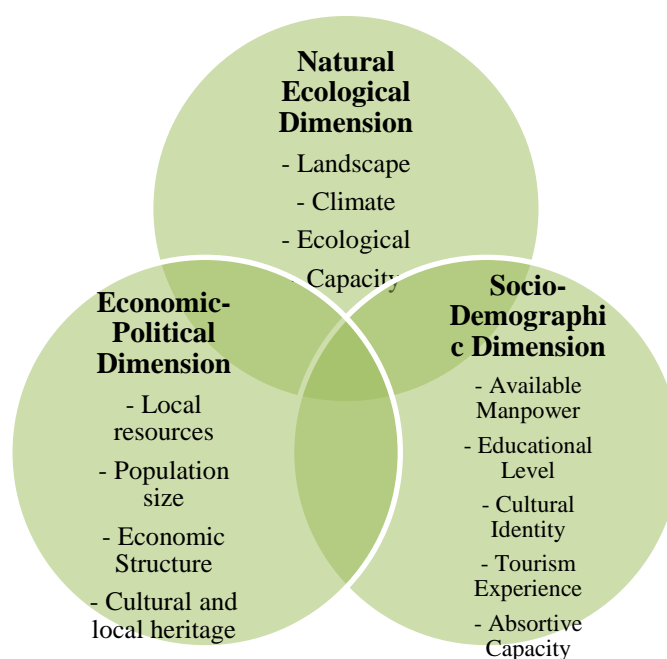 Natural
Ecological
Dimension
- Landscape
- Climate
- Ecological
- Capacity
Economic-
Political
Dimension
- Local
resources
- Population
size
- Economic
Structure
- Cultural and
local heritage
Socio-
Demographi
c Dimension
- Available
Manpower
- Educational
Level
- Cultural
Identity
- Tourism
Experience
- Absortive
Capacity